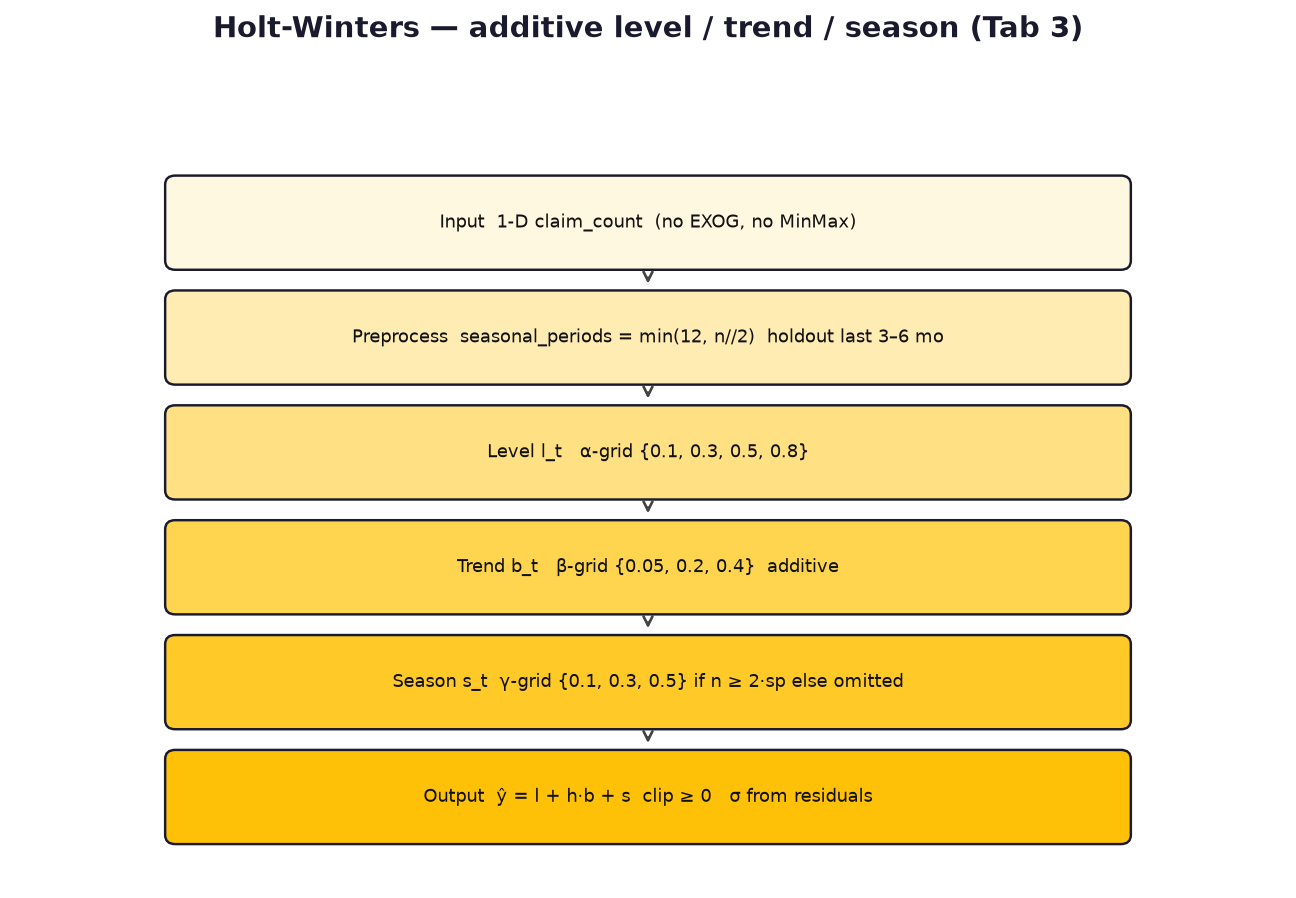 Holt-Winters — additive level / trend / season (Tab 3)
Input  1-D claim_count  (no EXOG, no MinMax)
Preprocess  seasonal_periods = min(12, n//2)  holdout last 3–6 mo
Level l_t   α-grid {0.1, 0.3, 0.5, 0.8}
Trend b_t   β-grid {0.05, 0.2, 0.4}  additive
Season s_t  γ-grid {0.1, 0.3, 0.5} if n ≥ 2·sp else omitted
Output  ŷ = l + h·b + s  clip ≥ 0   σ from residuals